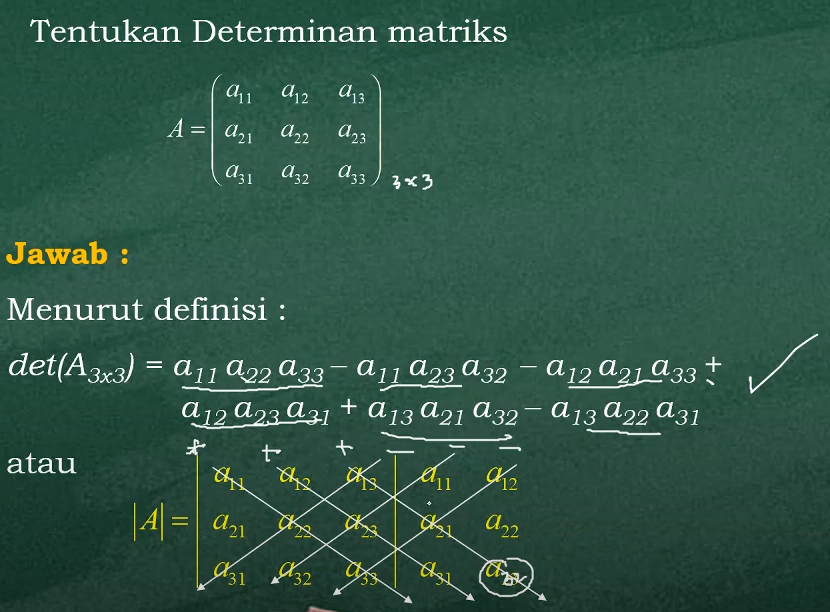 Tentukan Determinan matriks
a₁₁ a₁₂ a₁₃
A = a₂₁ a₂₂ a₂₃
a₃₁ a₃₂ a₃₃ 3×3
Jawab :
Menurut definisi :
det(A₃ₓ₃) = a₁₁ a₂₂ a₃₃ – a₁₁ a₂₃ a₃₂ – a₁₂ a₂₁ a₃₃ +
a₁₂ a₂₃ a₃₁ + a₁₃ a₂₁ a₃₂ – a₁₃ a₂₂ a₃₁
+ + + – – –
atau
a₁₁ a₁₂ a₁₃ a₁₁ a₁₂
|A| = a₂₁ a₂₂ a₂₃ a₂₁ a₂₂
a₃₁ a₃₂ a₃₃ a₃₁